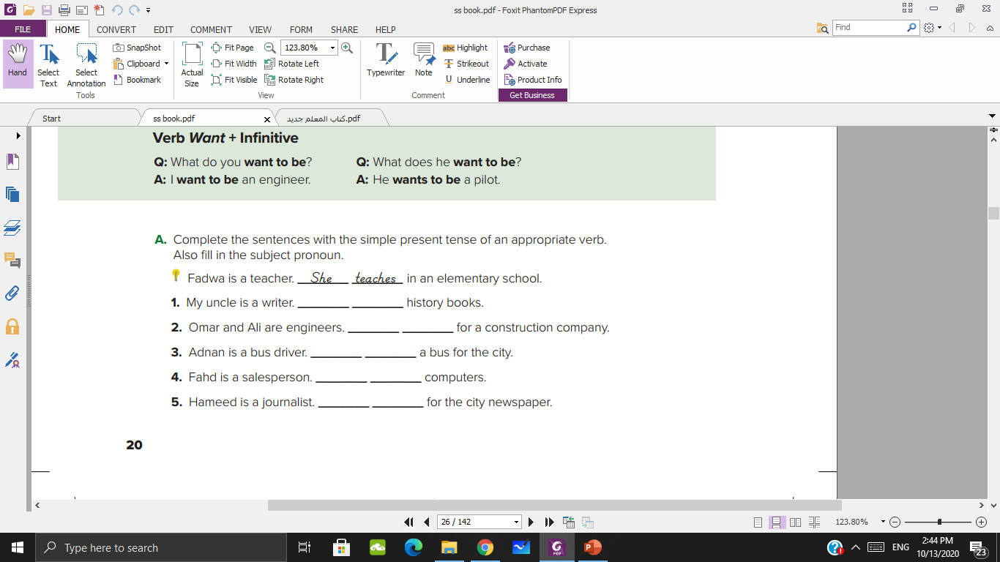 ss book.pdf - Foxit PhantomPDF Express
FILE HOME CONVERT EDIT COMMENT VIEW FORM SHARE HELP
Find
Hand
Select Text
Select Annotation
SnapShot
Clipboard
Bookmark
Tools
Actual Size
Fit Page
Fit Width
Fit Visible
123.80%
Rotate Left
Rotate Right
View
Typewriter
Note
Highlight
Strikeout
Underline
Comment
Purchase
Activate
Product Info
Get Business
Start
ss book.pdf
كتاب المعلم جديد.pdf
Verb Want + Infinitive
Q: What do you want to be? Q: What does he want to be?
A: I want to be an engineer. A: He wants to be a pilot.
A. Complete the sentences with the simple present tense of an appropriate verb.
Also fill in the subject pronoun.
Fadwa is a teacher. She teaches in an elementary school.
1. My uncle is a writer. ________ ________ history books.
2. Omar and Ali are engineers. ________ ________ for a construction company.
3. Adnan is a bus driver. ________ ________ a bus for the city.
4. Fahd is a salesperson. ________ ________ computers.
5. Hameed is a journalist. ________ ________ for the city newspaper.
20
26 / 142
123.80%
Type here to search
ENG
2:44 PM
10/13/2020
23